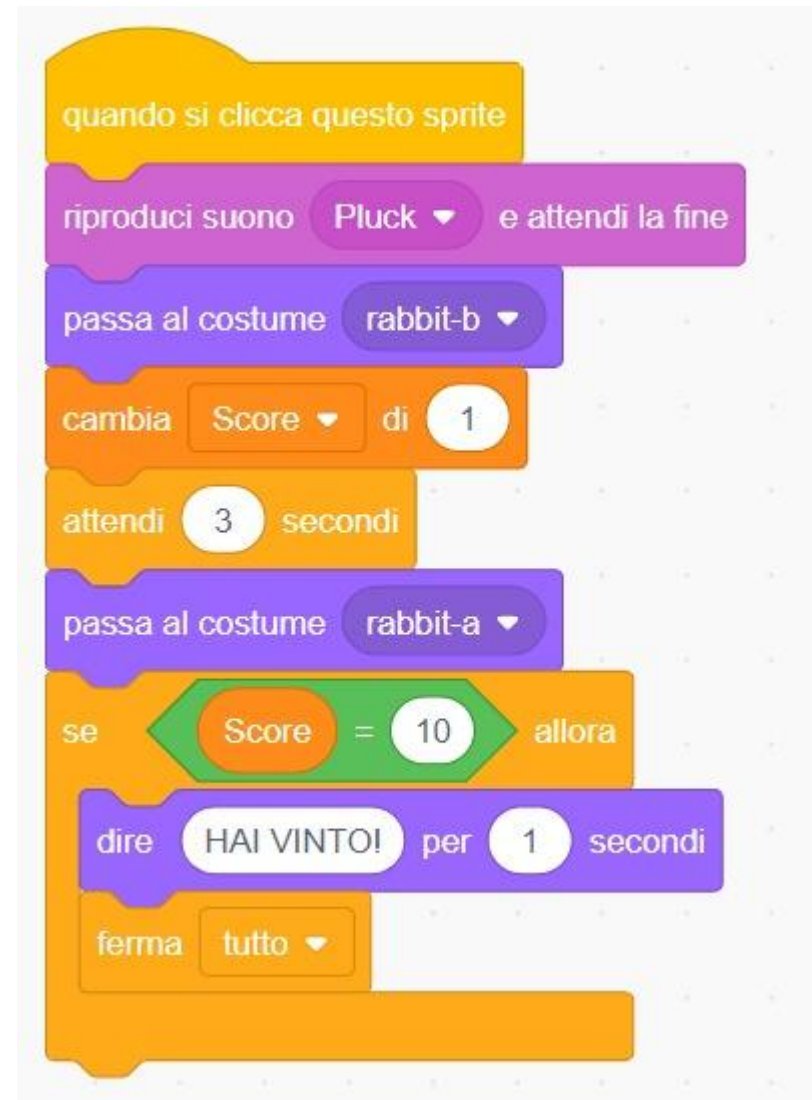 quando si clicca questo sprite
riproduci suono Pluck e attendi la fine
passa al costume rabbit-b
cambia Score di 1
attendi 3 secondi
passa al costume rabbit-a
se Score = 10 allora
dire HAI VINTO! per 1 secondi
ferma tutto